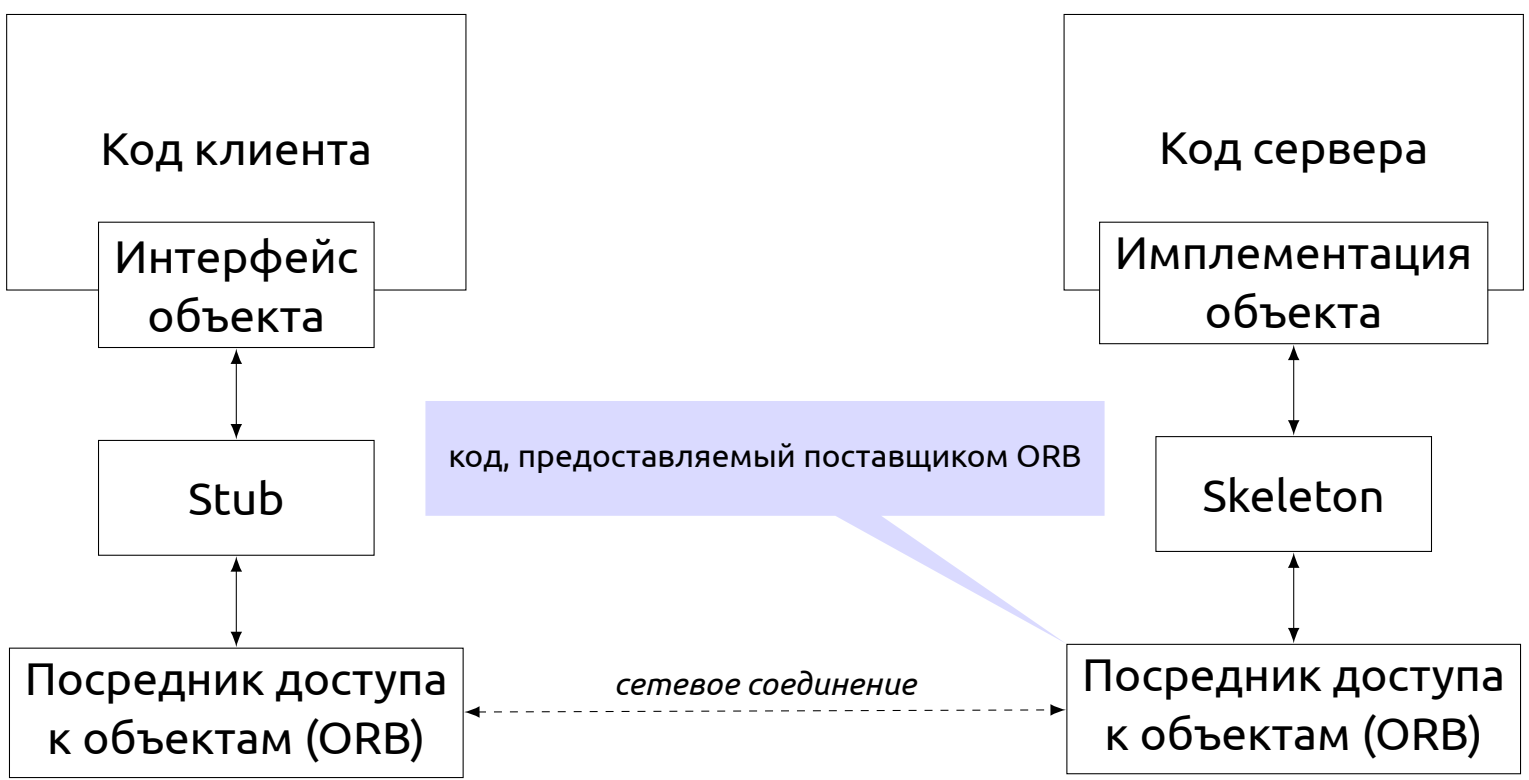 Код клиента
Интерфейс
объекта
Stub
Посредник доступа
к объектам (ORB)
код, предоставляемый поставщиком ORB
сетевое соединение
Код сервера
Имплементация
объекта
Skeleton
Посредник доступа
к объектам (ORB)